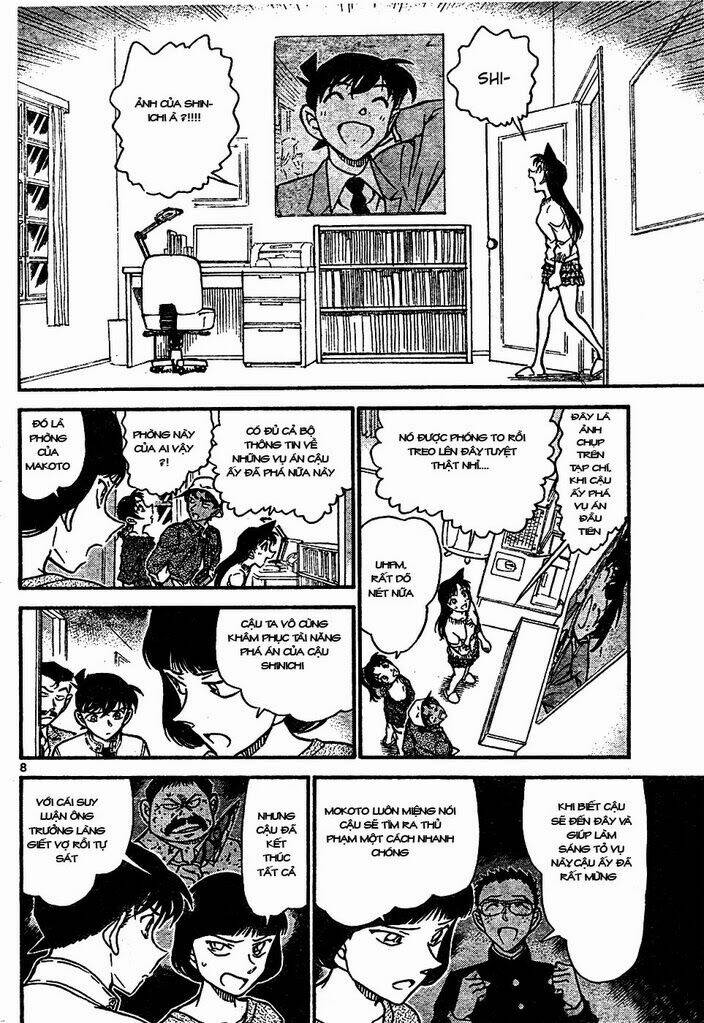 SHI-
ẢNH CỦA SHIN-
ICHI À ?!!!!
ĐÂY LÀ
ẢNH
CHỤP
TRÊN
TẠP CHÍ,
KHI CẬU
ẤY PHÁ
VỤ ÁN
ĐẦU
TIÊN
NÓ ĐƯỢC PHÓNG TO RỒI
TREO LÊN ĐÂY TUYỆT
THẬT NHỈ....
UHFM,
RẤT DỐ
NÉT NỮA
CÓ ĐỦ CẢ BỘ
THÔNG TIN VỀ
NHỮNG VỤ ÁN CẬU
ẤY ĐÃ PHÁ NỮA NÀY
PHÒNG NÀY
CỦA AI VẬY
?!
ĐÓ LÀ
PHÒNG
CỦA
MAKOTO
CẬU TA VÔ CÙNG
KHÂM PHỤC TÀI NĂNG
PHÁ ÁN CỦA CẬU
SHINICHI
8
KHI BIẾT CẬU
SẼ ĐẾN ĐÂY VÀ
GIÚP LÀM
SÁNG TỎ VỤ
NÀY,CẬU ẤY ĐÃ
RẤT MỪNG
MOKOTO LUÔN MIỆNG NÓI
CẬU SẼ TÌM RA THỦ
PHẠM MỘT CÁCH NHANH
CHÓNG
NHƯNG
CẬU ĐÃ
KẾT
THÚC
TẤT CẢ
VỚI CÁI SUY
LUẬN ÔNG
TRƯỞNG LÀNG
GIẾT VỢ RỒI TỰ
SÁT